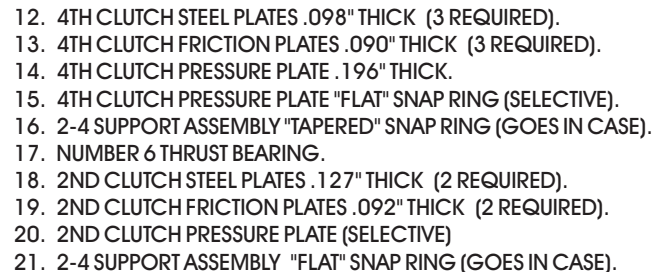 12. 4TH CLUTCH STEEL PLATES .098" THICK (3 REQUIRED).
13. 4TH CLUTCH FRICTION PLATES .090" THICK (3 REQUIRED).
14. 4TH CLUTCH PRESSURE PLATE .196" THICK.
15. 4TH CLUTCH PRESSURE PLATE "FLAT" SNAP RING (SELECTIVE).
16. 2-4 SUPPORT ASSEMBLY "TAPERED" SNAP RING (GOES IN CASE).
17. NUMBER 6 THRUST BEARING.
18. 2ND CLUTCH STEEL PLATES .127" THICK (2 REQUIRED).
19. 2ND CLUTCH FRICTION PLATES .092" THICK (2 REQUIRED).
20. 2ND CLUTCH PRESSURE PLATE (SELECTIVE)
21. 2-4 SUPPORT ASSEMBLY "FLAT" SNAP RING (GOES IN CASE).